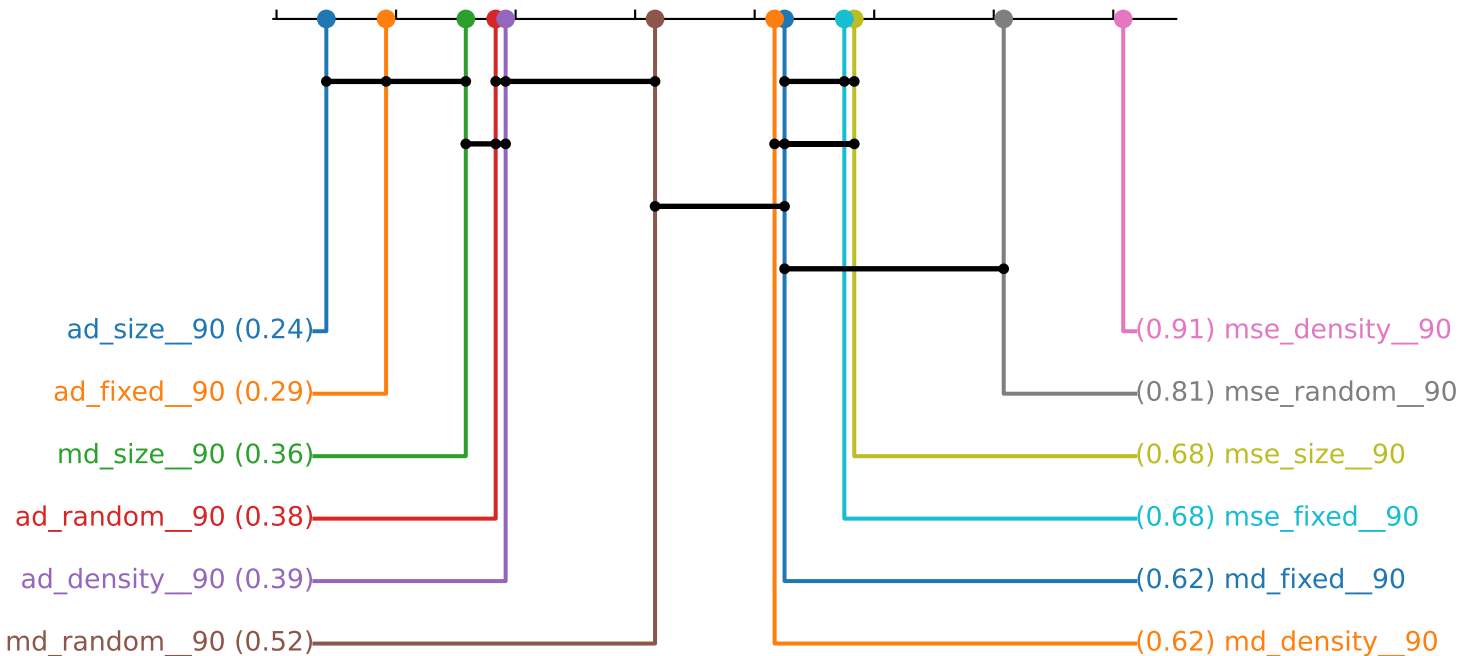 ad_size__90 (0.24)
(0.91) mse_density__90
ad_fixed__90 (0.29)
(0.81) mse_random__90
md_size__90 (0.36)
(0.68) mse_size__90
ad_random__90 (0.38)
(0.68) mse_fixed__90
ad_density__90 (0.39)
(0.62) md_fixed__90
md_random__90 (0.52)
(0.62) md_density__90